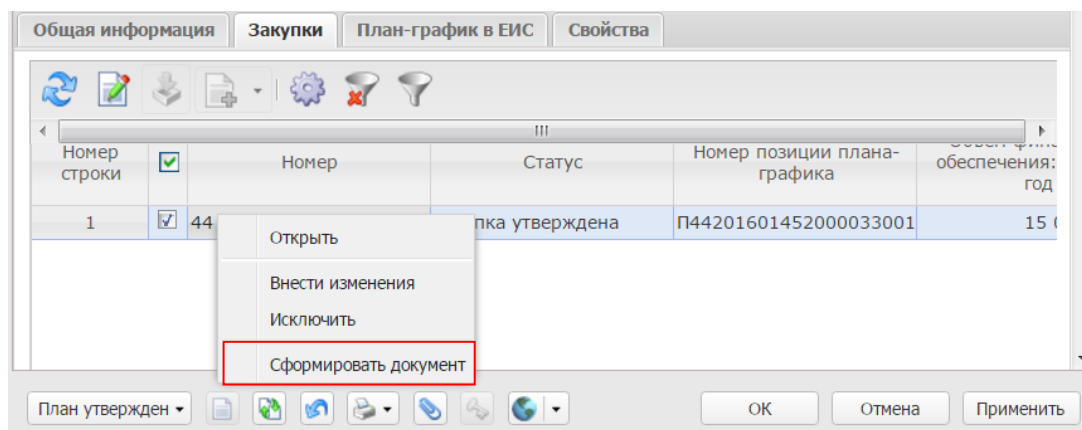 Общая информация Закупки План-график в ЕИС Свойства
Номер строки Номер Статус Номер позиции плана-графика обеспечения: год
1 44 пка утверждена П44201601452000033001 15
Открыть
Внести изменения
Исключить
Сформировать документ
План утвержден ОК Отмена Применить